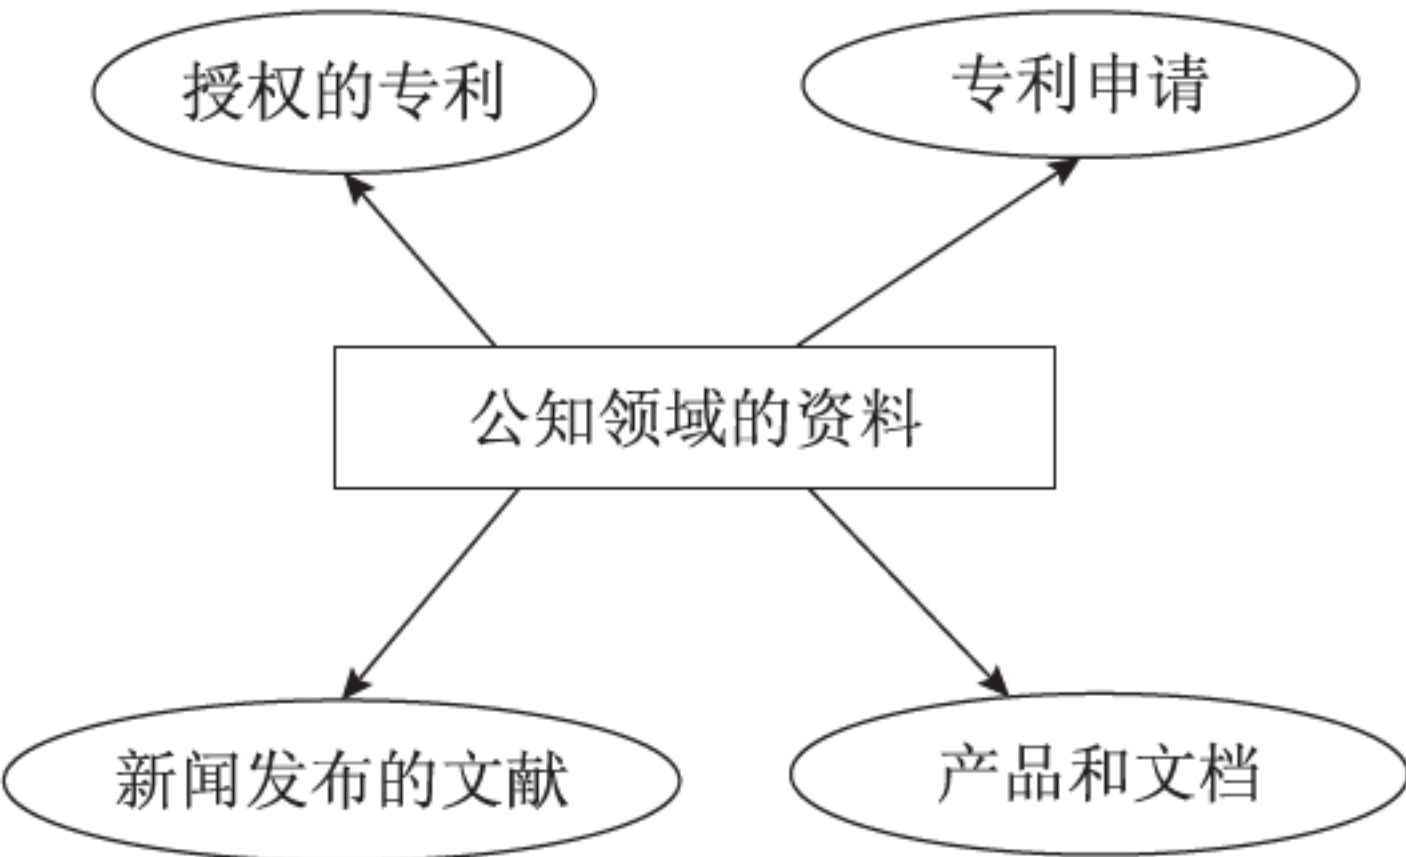 授权的专利
专利申请
公知领域的资料
新闻发布的文献
产品和文档